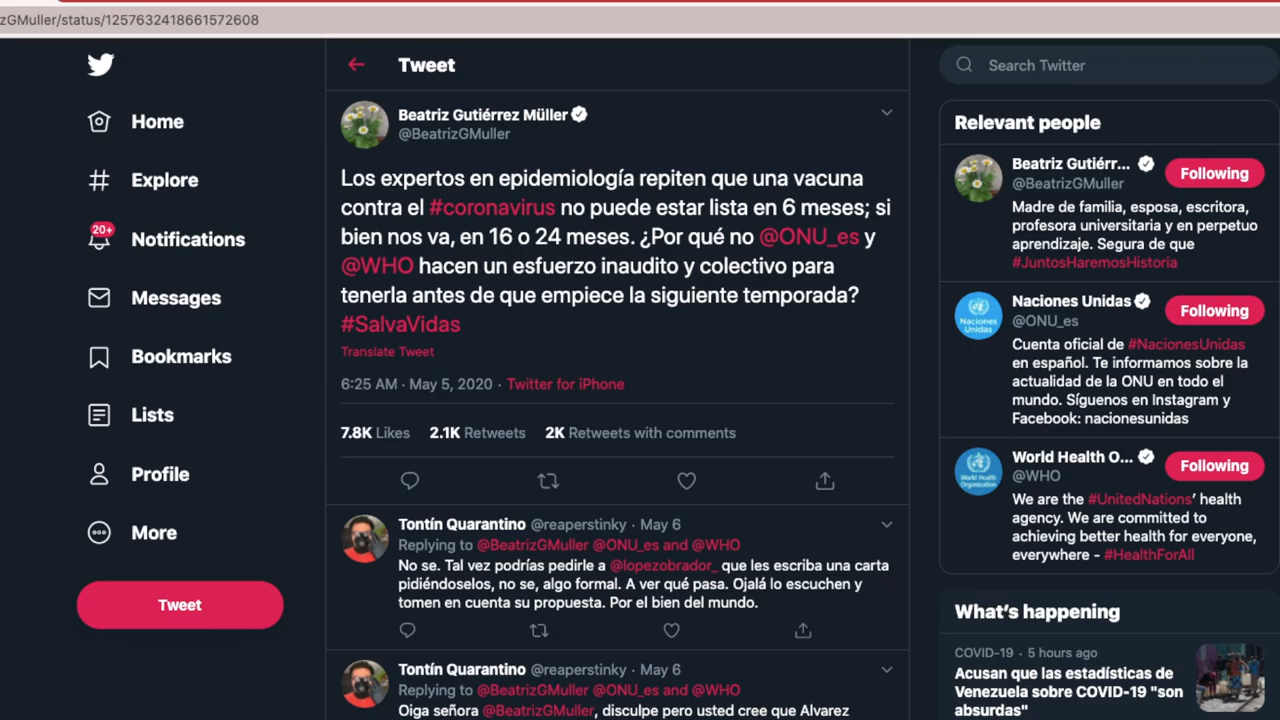 zGMuller/status/1257632418661572608
Home
Explore
20+
Notifications
Messages
Bookmarks
Lists
Profile
More
Tweet
Tweet
Beatriz Gutiérrez Müller
@BeatrizGMuller
Los expertos en epidemiología repiten que una vacuna
contra el #coronavirus no puede estar lista en 6 meses; si
bien nos va, en 16 o 24 meses. ¿Por qué no @ONU_es y
@WHO hacen un esfuerzo inaudito y colectivo para
tenerla antes de que empiece la siguiente temporada?
#SalvaVidas
Translate Tweet
6:25 AM · May 5, 2020 · Twitter for iPhone
7.8K Likes 2.1K Retweets 2K Retweets with comments
Tontín Quarantino @reaperstinky · May 6
Replying to @BeatrizGMuller @ONU_es and @WHO
No se. Tal vez podrías pedirle a @lopezobrador_ que les escriba una carta
pidiéndoselos, no se, algo formal. A ver qué pasa. Ojalá lo escuchen y
tomen en cuenta su propuesta. Por el bien del mundo.
Tontín Quarantino @reaperstinky · May 6
Replying to @BeatrizGMuller @ONU_es and @WHO
Oiga señora @BeatrizGMuller, disculpe pero usted cree que Alvarez
Search Twitter
Relevant people
Beatriz Gutiérr...
@BeatrizGMuller
Following
Madre de familia, esposa, escritora,
profesora universitaria y en perpetuo
aprendizaje. Segura de que
#JuntosHaremosHistoria
Naciones
Unidas
Naciones Unidas
@ONU_es
Following
Cuenta oficial de #NacionesUnidas
en español. Te informamos sobre la
actualidad de la ONU en todo el
mundo. Síguenos en Instagram y
Facebook: nacionesunidas
World Health
Organization
World Health O...
@WHO
Following
We are the #UnitedNations’ health
agency. We are committed to
achieving better health for everyone,
everywhere - #HealthForAll
What’s happening
COVID-19 · 5 hours ago
Acusan que las estadísticas de
Venezuela sobre COVID-19 "son
absurdas"